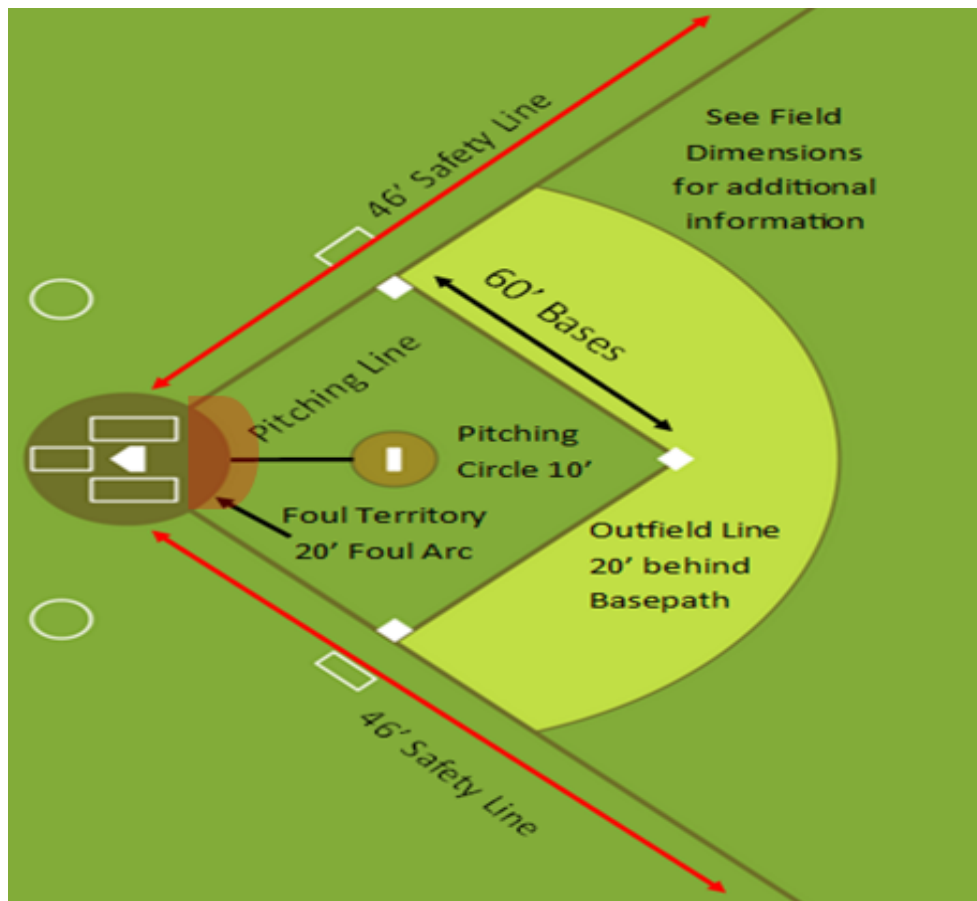 46' Safety Line
See Field
Dimensions
for additional
information
60' Bases
Pitching Line
Pitching
Circle 10'
Foul Territory
20' Foul Arc
Outfield Line
20' behind
Basepath
46' Safety Line